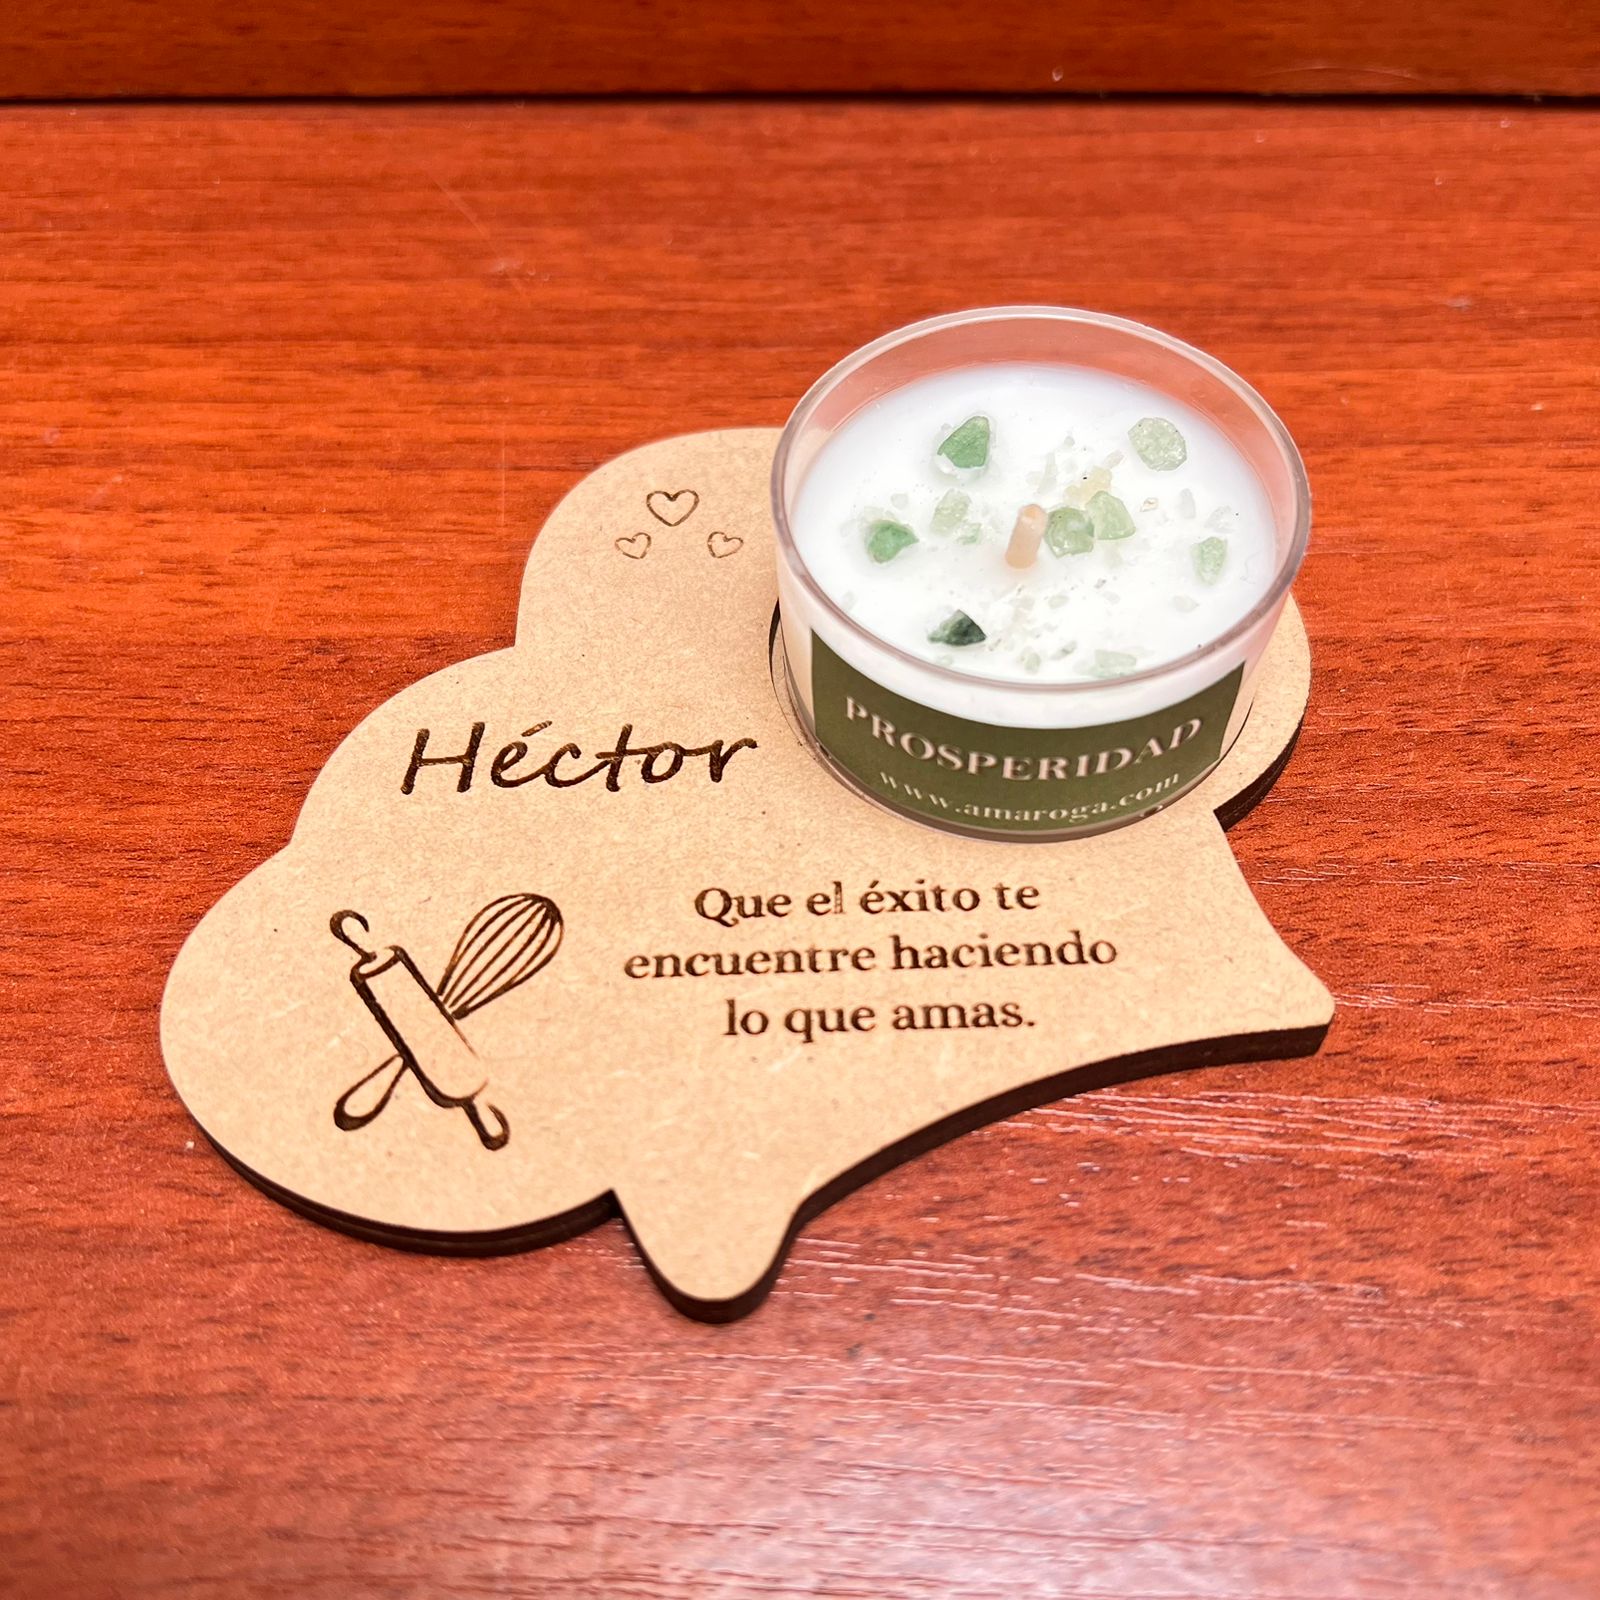 PROSPERIDAD
www.amaroga.com
Héctor
Que el éxito te
encuentre haciendo
lo que amas.